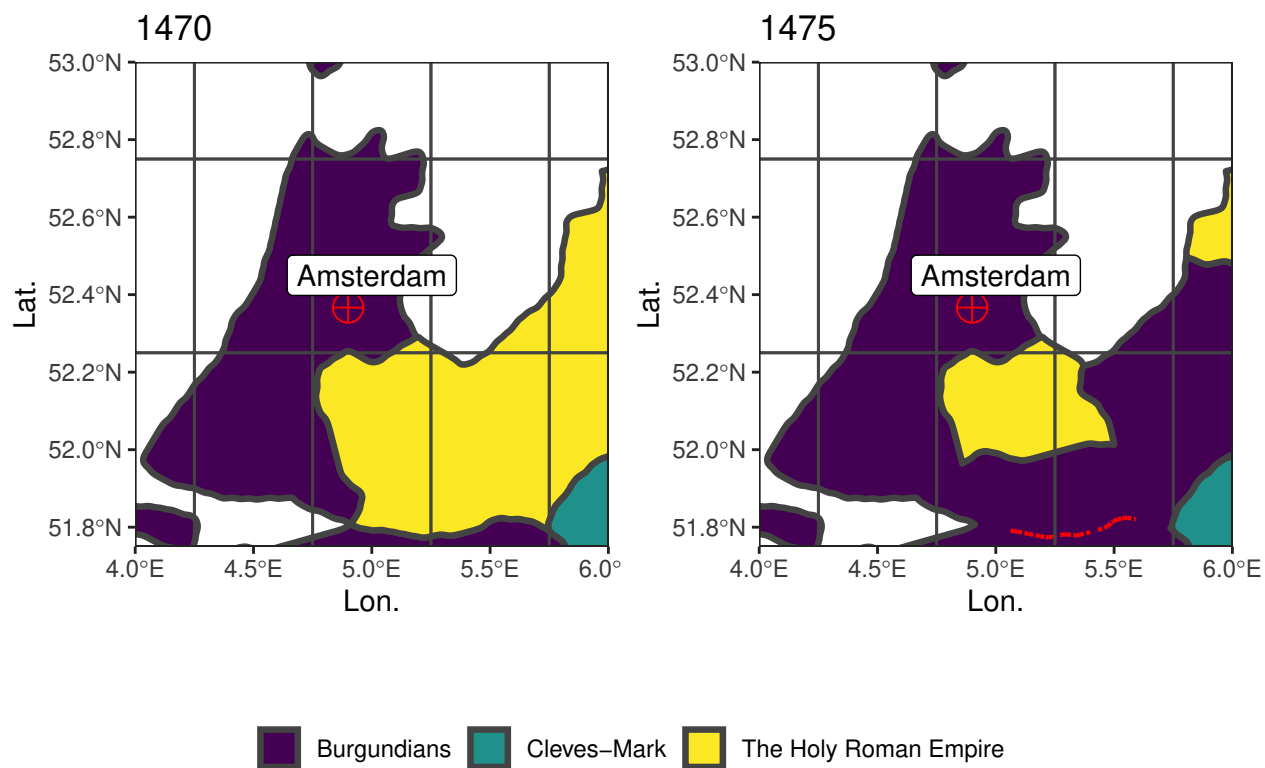 1470
1475
53.0°N
52.8°N
52.6°N
52.4°N
52.2°N
52.0°N
51.8°N
Lat.
Amsterdam
4.0°E 4.5°E 5.0°E 5.5°E 6.0°
Lon.
53.0°N
52.8°N
52.6°N
52.4°N
52.2°N
52.0°N
51.8°N
Lat.
Amsterdam
4.0°E 4.5°E 5.0°E 5.5°E 6.0°E
Lon.
Burgundians Cleves−Mark The Holy Roman Empire